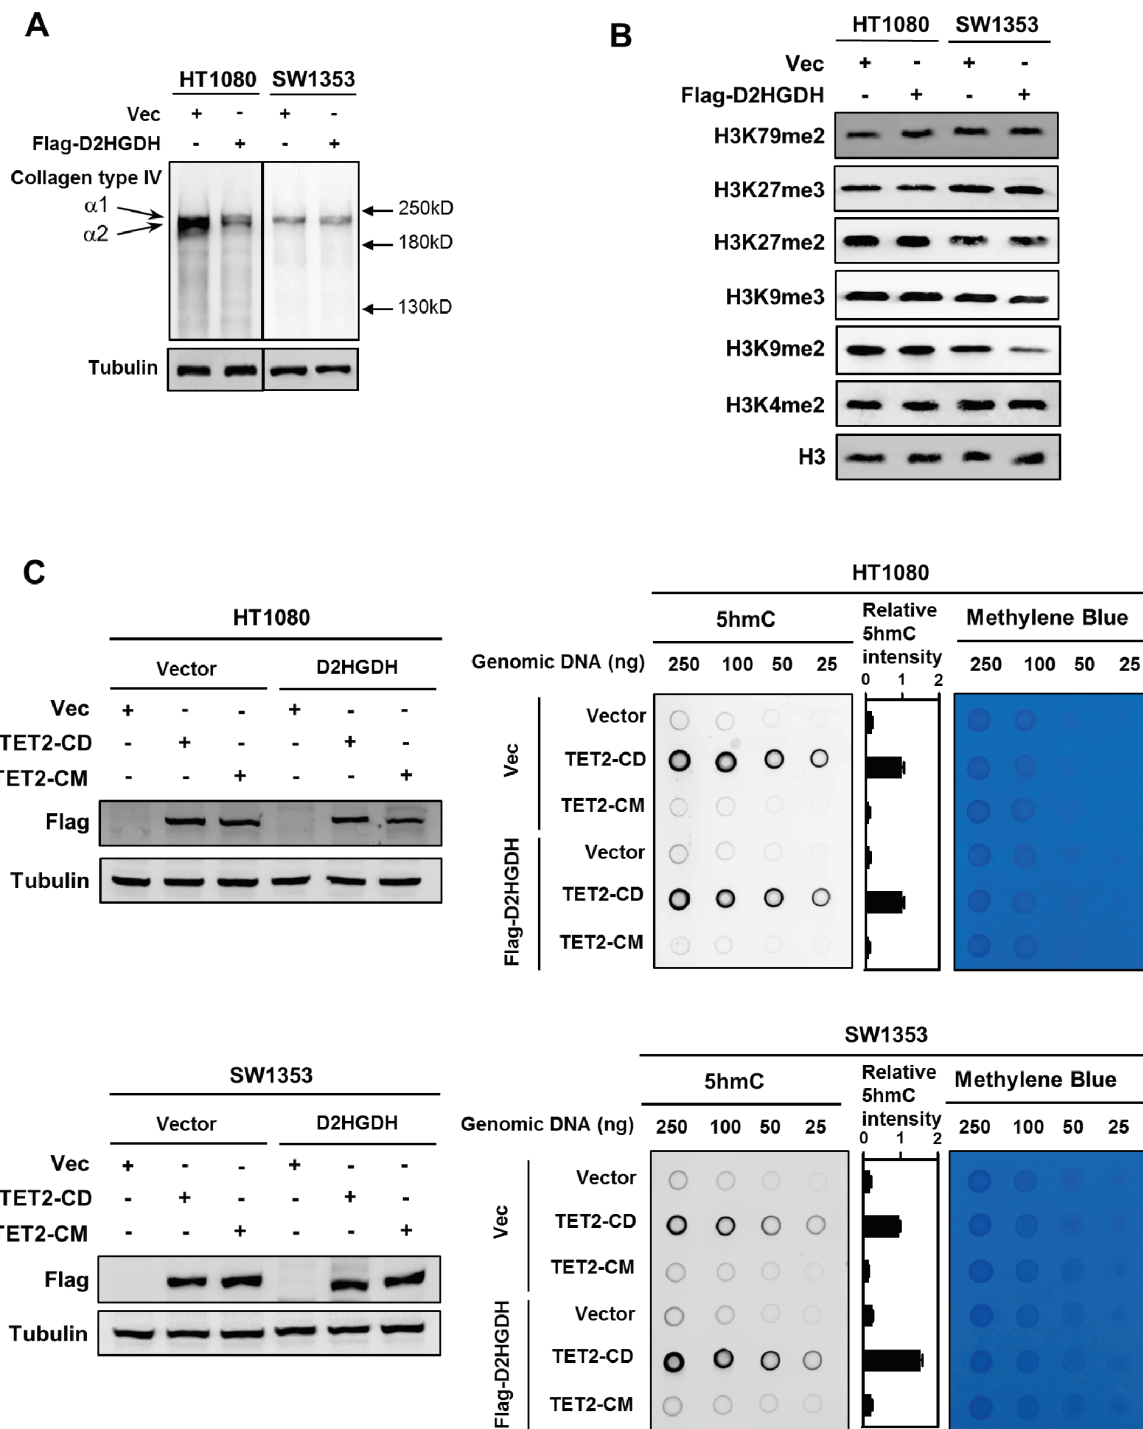 A
HT1080 SW1353
Vec + - + -
Flag-D2HGDH - + - +
Collagen type IV
α1
α2
250kD
180kD
130kD
Tubulin
B
HT1080 SW1353
Vec + - + -
Flag-D2HGDH - + - +
H3K79me2
H3K27me3
H3K27me2
H3K9me3
H3K9me2
H3K4me2
H3
C
HT1080
Vector D2HGDH
Vec + - - + - -
TET2-CD - + - - + -
TET2-CM - - + - - +
Flag
Tubulin
HT1080
5hmC
Relative
5hmC
intensity
Methylene Blue
Genomic DNA (ng) 250 100 50 25
0 1 2
250 100 50 25
Vec
Vector
TET2-CD
TET2-CM
Flag-D2HGDH
Vector
TET2-CD
TET2-CM
SW1353
Vector D2HGDH
Vec + - - + - -
TET2-CD - + - - + -
TET2-CM - - + - - +
Flag
Tubulin
SW1353
5hmC
Relative
5hmC
intensity
Methylene Blue
Genomic DNA (ng) 250 100 50 25
0 1 2
250 100 50 25
Vec
Vector
TET2-CD
TET2-CM
Flag-D2HGDH
Vector
TET2-CD
TET2-CM